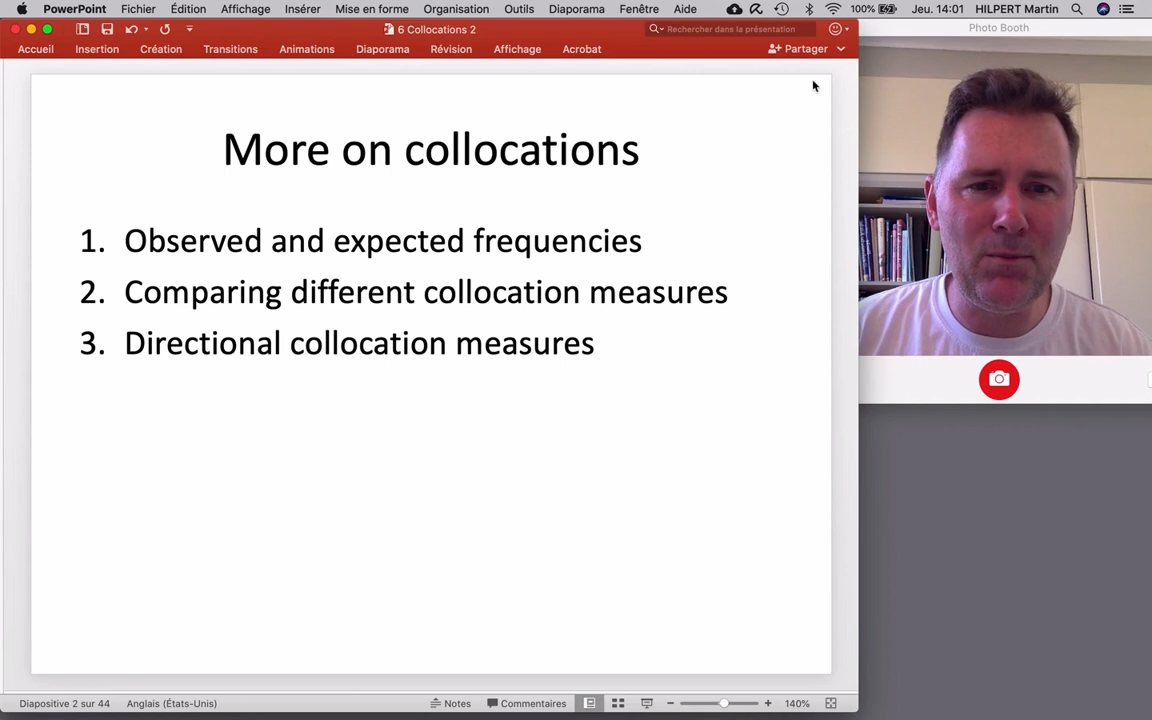 PowerPoint Fichier Édition Affichage Insérer Mise en forme Organisation Outils Diaporama Fenêtre Aide 100% Jeu. 14:01 HILPERT Martin
6 Collocations 2
Rechercher dans la présentation
Photo Booth
Accueil Insertion Création Transitions Animations Diaporama Révision Affichage Acrobat Partager
More on collocations
1. Observed and expected frequencies
2. Comparing different collocation measures
3. Directional collocation measures
Diapositive 2 sur 44 Anglais (États-Unis) Notes Commentaires 140%